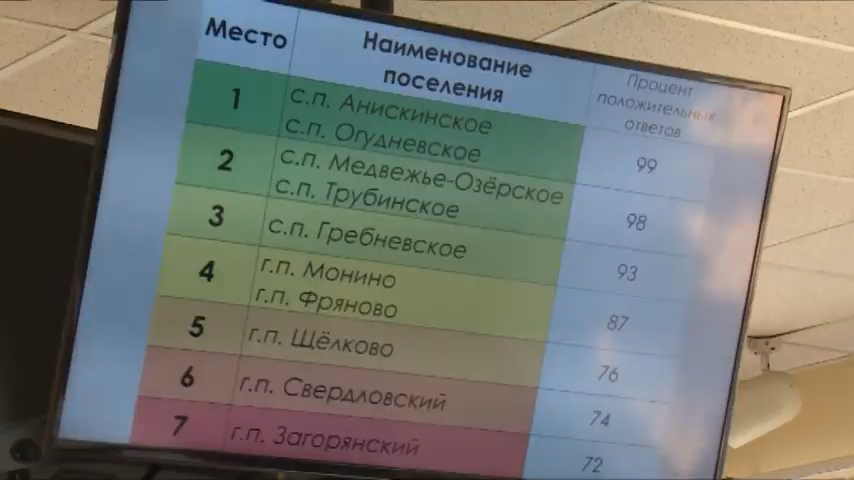 Место
Наименование
поселения
Процент
положительных
ответов
1
с.п. Анискинское
с.п. Огудневское
99
2
с.п. Медвежье-Озёрское
с.п. Трубинское
98
3
с.п. Гребневское
93
4
г.п. Монино
г.п. Фряново
87
5
г.п. Щёлково
76
6
г.п. Свердловский
74
7
г.п. Загорянский
72